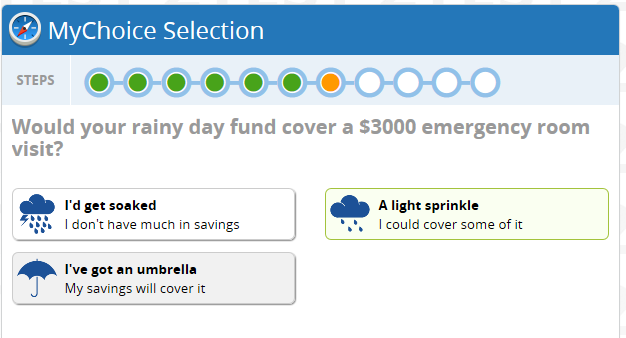 MyChoice Selection
STEPS
Would your rainy day fund cover a $3000 emergency room
visit?
I'd get soaked
I don't have much in savings
A light sprinkle
I could cover some of it
I've got an umbrella
My savings will cover it